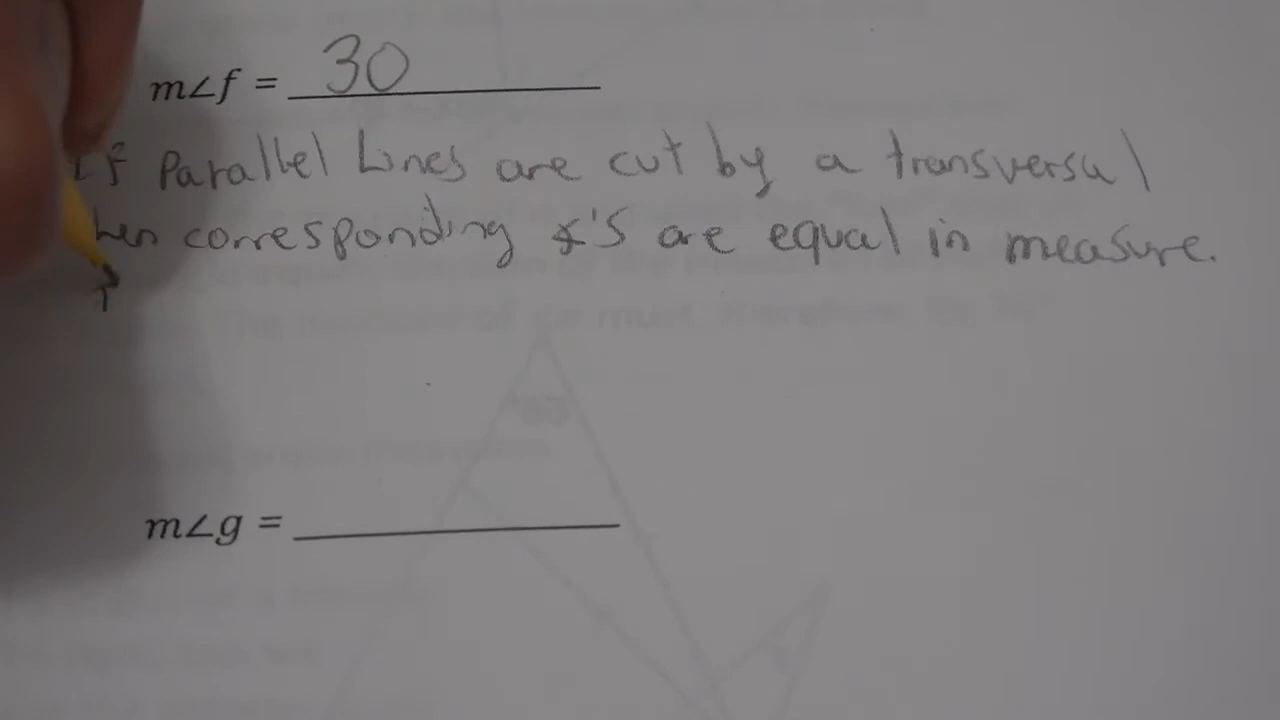 m∠f = 30
If Parallel Lines are cut by a transversal
then corresponding ∡'s are equal in measure.
m∠g =